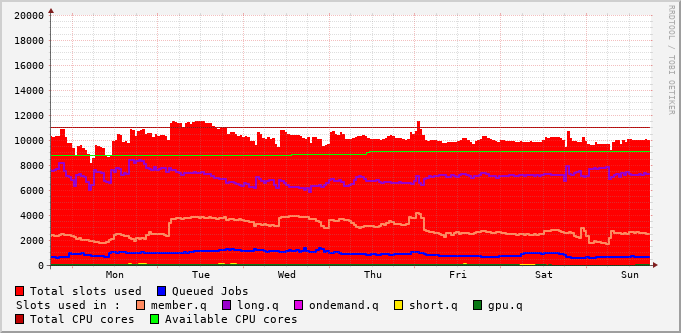 RRDTOOL / TOBI OETIKER
20000
18000
16000
14000
12000
10000
8000
6000
4000
2000
0
Mon Tue Wed Thu Fri Sat Sun
Total slots used Queued Jobs
Slots used in : member.q long.q ondemand.q short.q gpu.q
Total CPU cores Available CPU cores